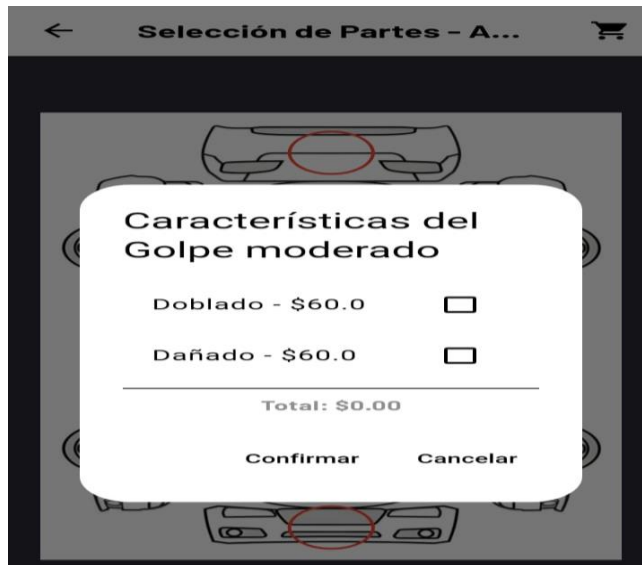 Selección de Partes - A...
Características del
Golpe moderado
Doblado - $60.0
Dañado - $60.0
Total: $0.00
Confirmar Cancelar